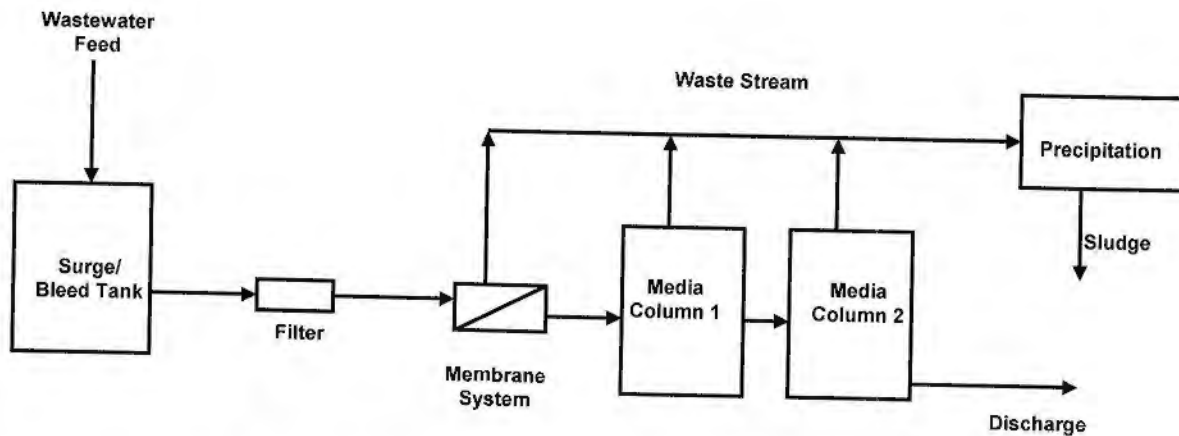 Wastewater
Feed
Waste Stream
Precipitation
Sludge
Surge/
Bleed Tank
Filter
Membrane
System
Media
Column 1
Media
Column 2
Discharge